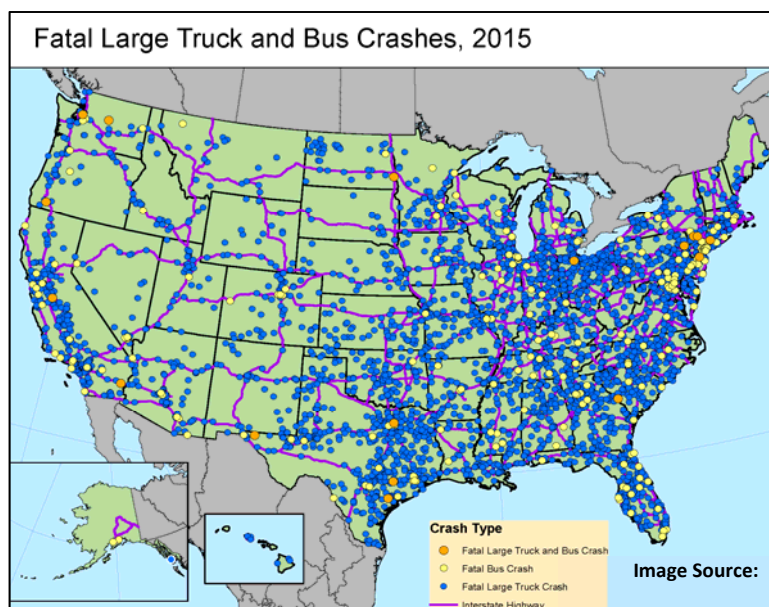 Fatal Large Truck and Bus Crashes, 2015
Crash Type
Fatal Large Truck and Bus Crash
Fatal Bus Crash
Fatal Large Truck Crash
Interstate Highway
Image Source: